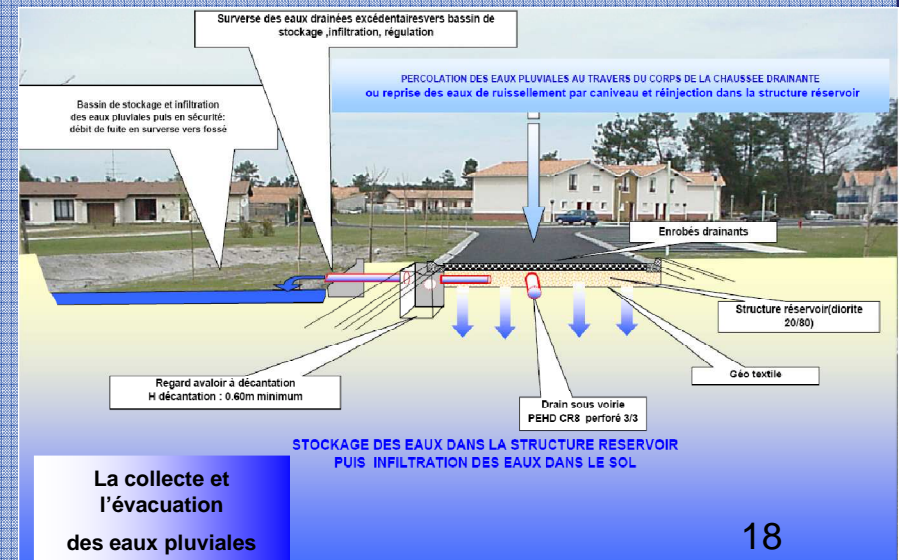 Surverse des eaux drainées excédentairesvers bassin de
stockage ,infiltration, régulation
PERCOLATION DES EAUX PLUVIALES AU TRAVERS DU CORPS DE LA CHAUSSEE DRAINANTE
ou reprise des eaux de ruissellement par caniveau et réinjection dans la structure réservoir
Bassin de stockage et infiltration
des eaux pluviales puis en sécurité:
débit de fuite en surverse vers fossé
Enrobés drainants
Structure réservoir(diorite
20/80)
Géo textile
Regard avaloir à décantation
H décantation : 0.60m minimum
Drain sous voirie
PEHD CR8 perforé 3/3
STOCKAGE DES EAUX DANS LA STRUCTURE RESERVOIR
PUIS INFILTRATION DES EAUX DANS LE SOL
La collecte et
l'évacuation
des eaux pluviales
18